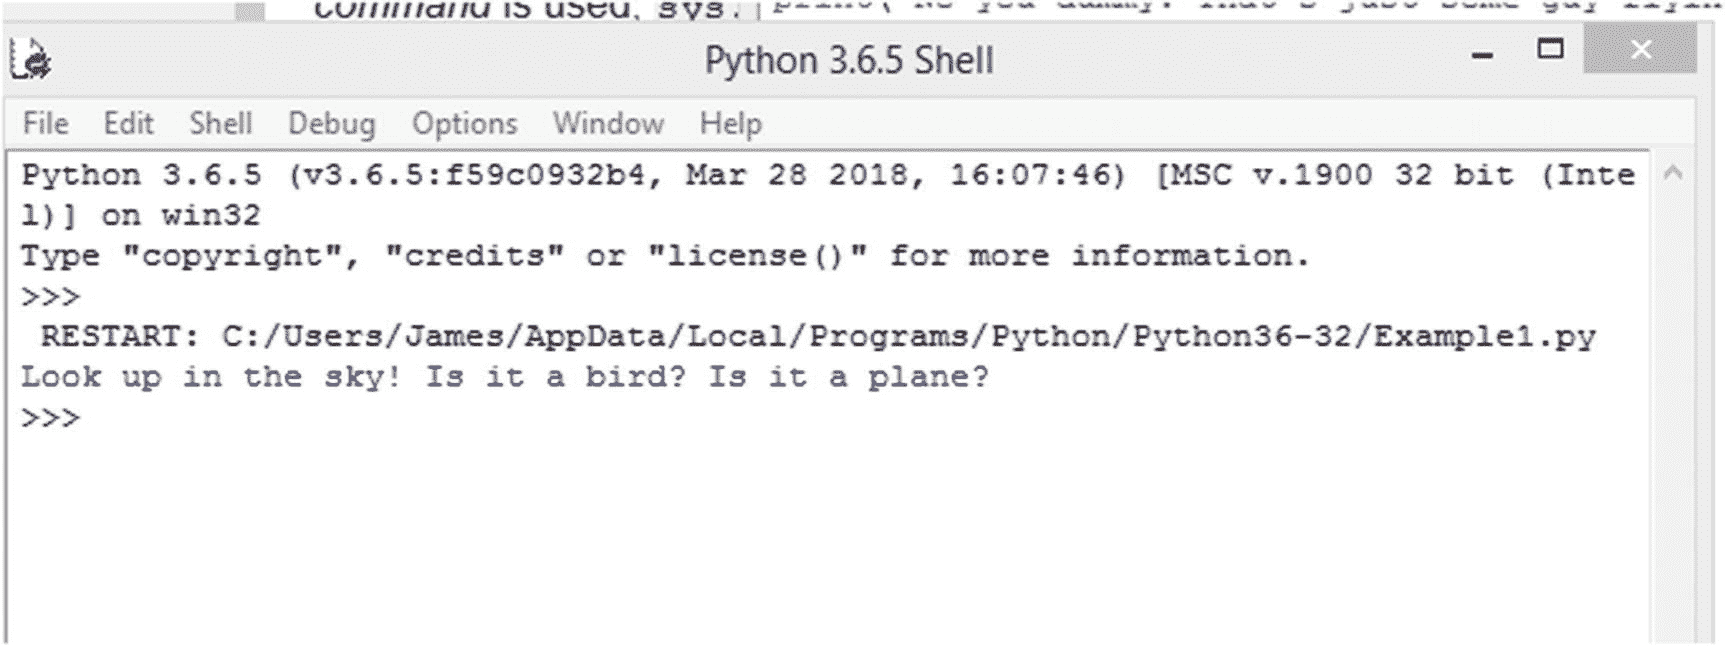 command is used, sys.
Python 3.6.5 Shell
File Edit Shell Debug Options Window Help
Python 3.6.5 (v3.6.5:f59c0932b4, Mar 28 2018, 16:07:46) [MSC v.1900 32 bit (Inte
l)] on win32
Type "copyright", "credits" or "license()" for more information.
>>>
RESTART: C:/Users/James/AppData/Local/Programs/Python/Python36-32/Example1.py
Look up in the sky! Is it a bird? Is it a plane?
>>>